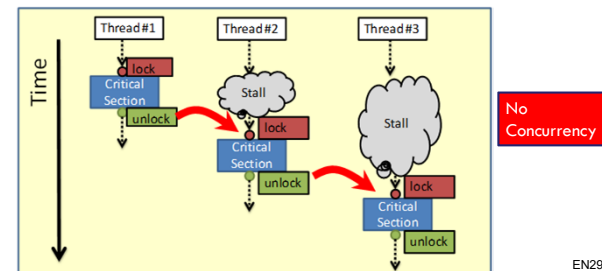 Thread#1
Thread#2
Thread#3
Time
lock
Critical
Section
unlock
Stall
lock
Critical
Section
unlock
Stall
lock
Critical
Section
unlock
No
Concurrency
EN29